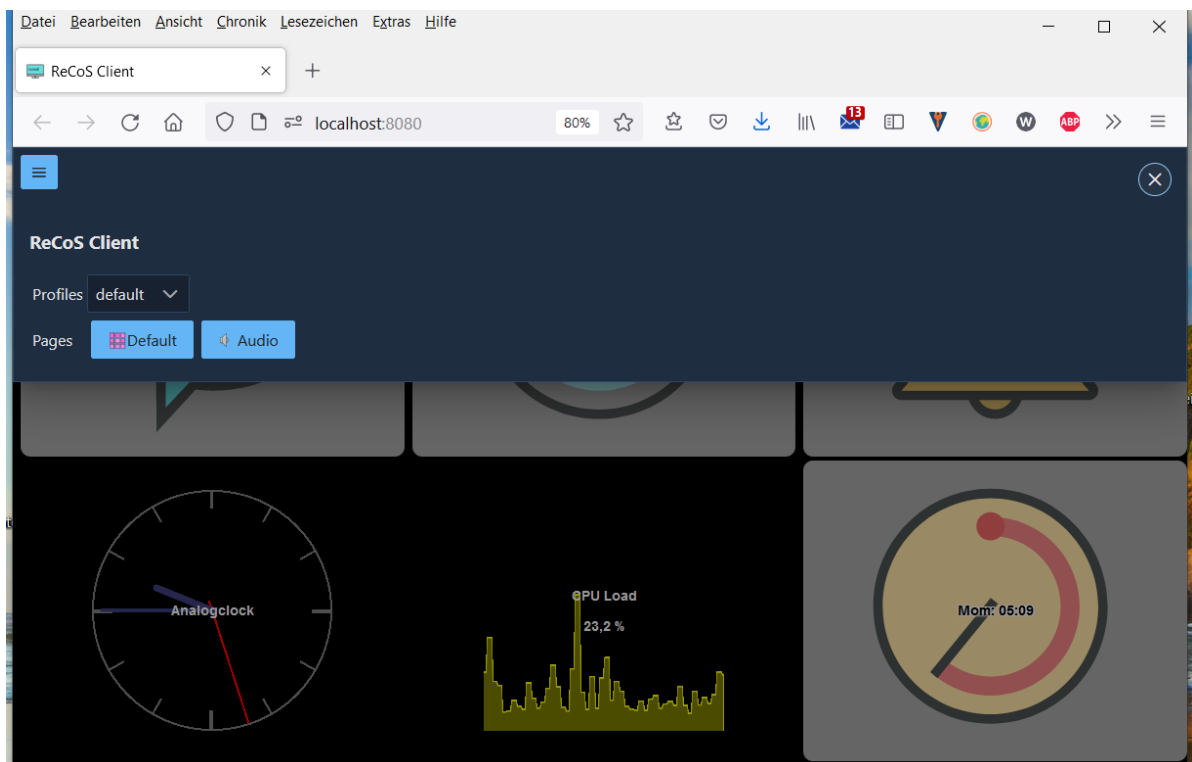 Datei Bearbeiten Ansicht Chronik Lesezeichen Extras Hilfe
ReCoS Client
localhost:8080 80% 13 W ABP
ReCoS Client
Profiles default
Pages Default Audio
Analogclock
CPU Load
23,2 %
Mom: 05:09